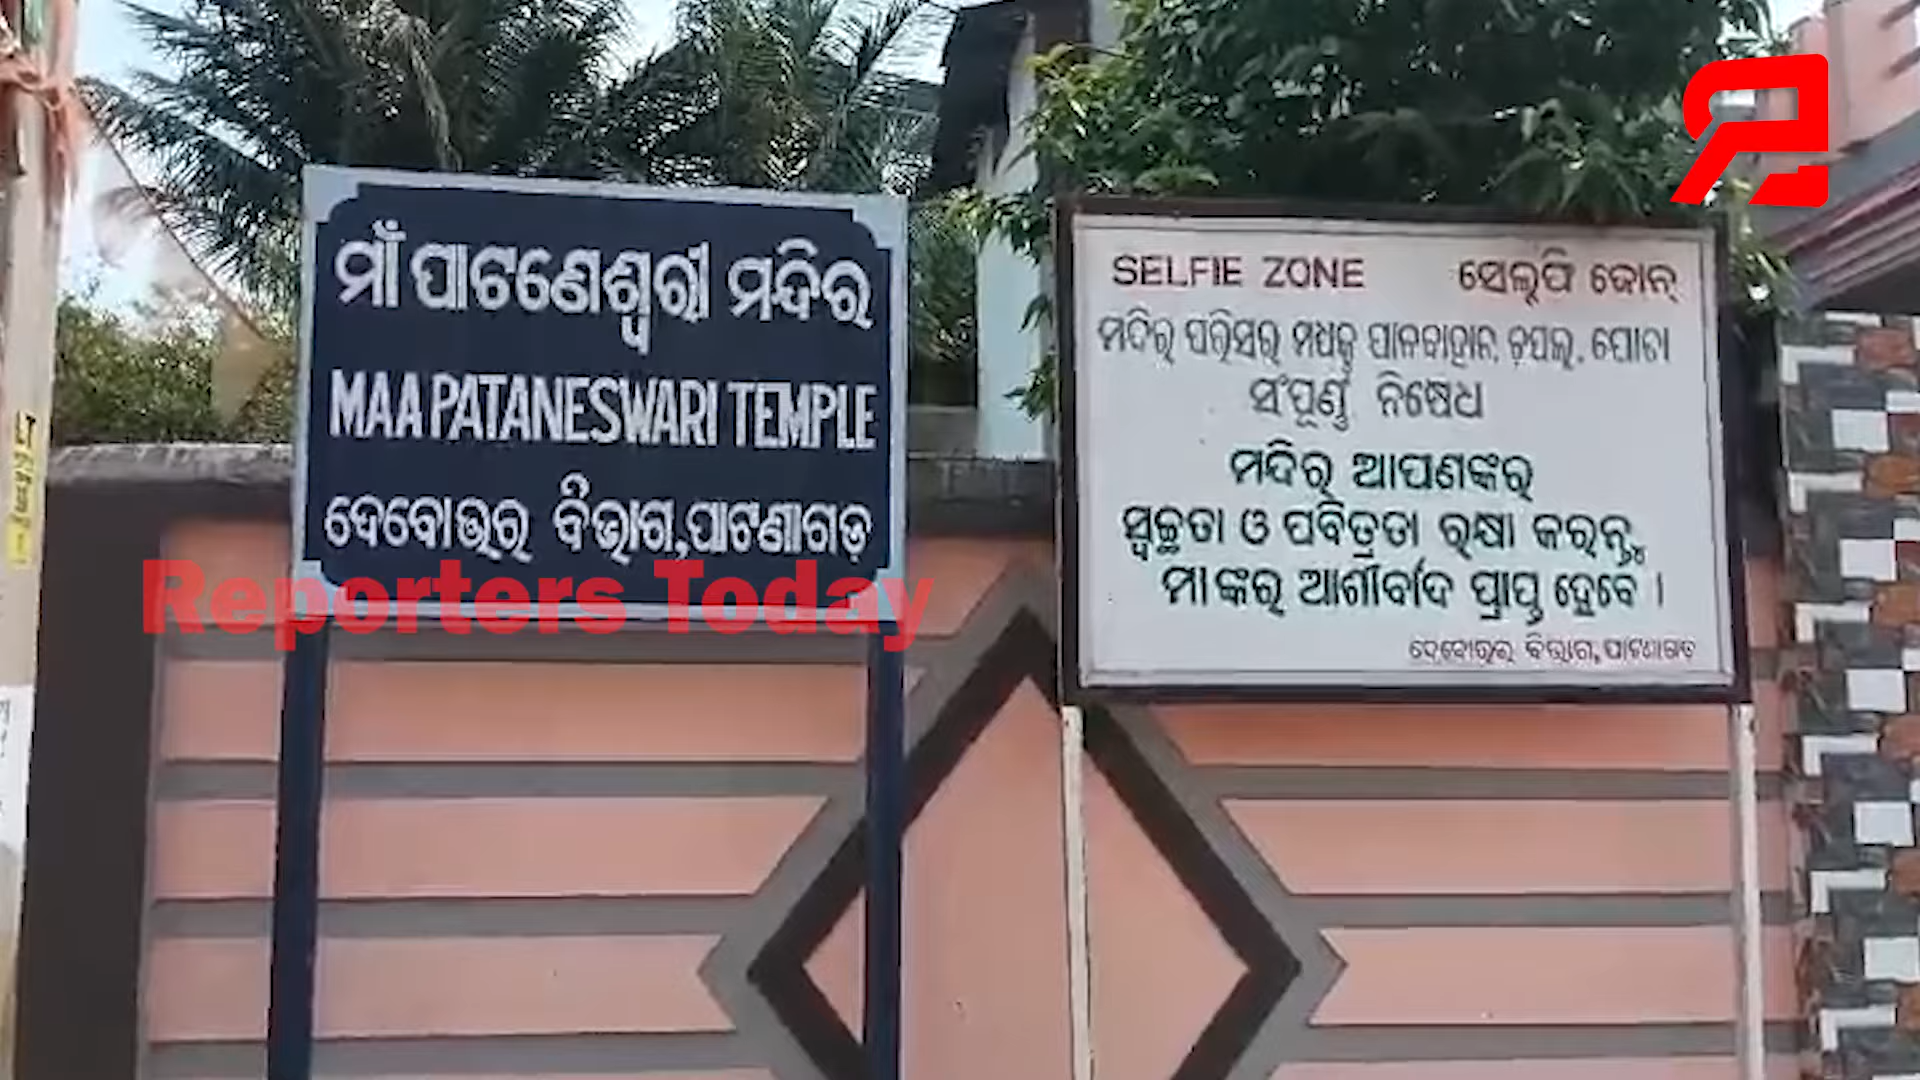 ମାଁ ପାଟଣେଶ୍ୱରୀ ମନ୍ଦିର
MAA PATANESWARI TEMPLE
ଦେବୋତ୍ତର ବିଭାଗ,ପାଟଣାଗଡ଼
Reporters Today
SELFIE ZONE ସେଲ୍‌ଫି ଜୋନ୍
ମନ୍ଦିର ପରିସର ମଧ୍ୟକୁ ଯାନବାହାନ, ଚପଲ୍, ଯୋତା
ସଂପୂର୍ଣ୍ଣ ନିଷେଧ
ମନ୍ଦିର ଆପଣଙ୍କର
ସ୍ୱଚ୍ଛତା ଓ ପବିତ୍ରତା ରକ୍ଷା କରନ୍ତୁ,
ମାଙ୍କର ଆଶୀର୍ବାଦ ପ୍ରାପ୍ତ ହେବେ ।
ଦେବୋତ୍ତର ବିଭାଗ, ପାଟଣାଗଡ଼